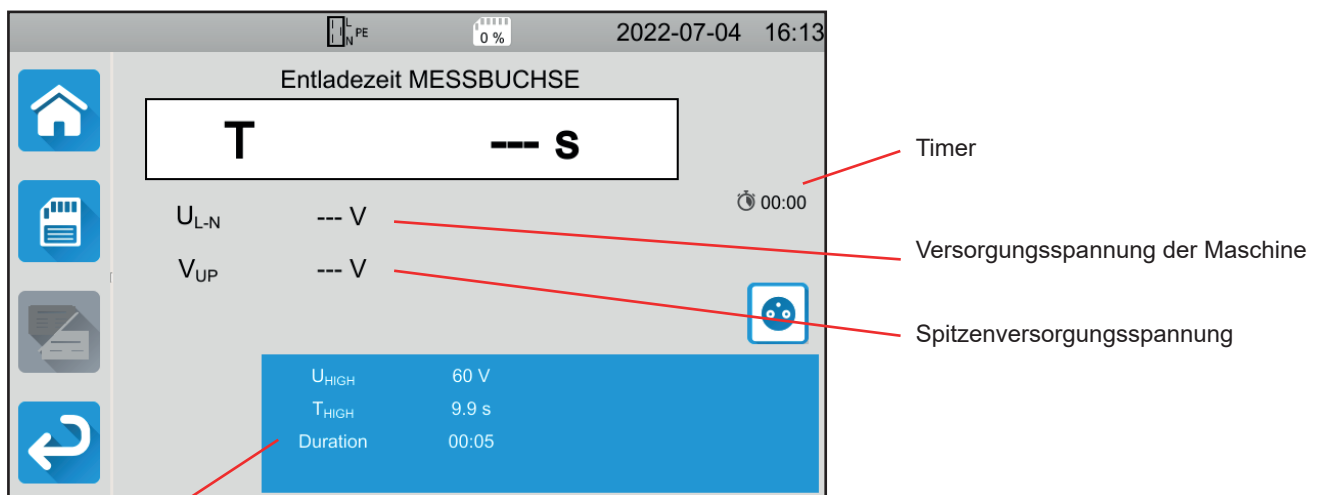 L
N PE
0 %
2022-07-04 16:13
Entladezeit MESSBUCHSE
T --- s
Timer
00:00
UL-N --- V
Versorgungsspannung der Maschine
VUP --- V
Spitzenversorgungsspannung
UHIGH 60 V
THIGH 9.9 s
Duration 00:05